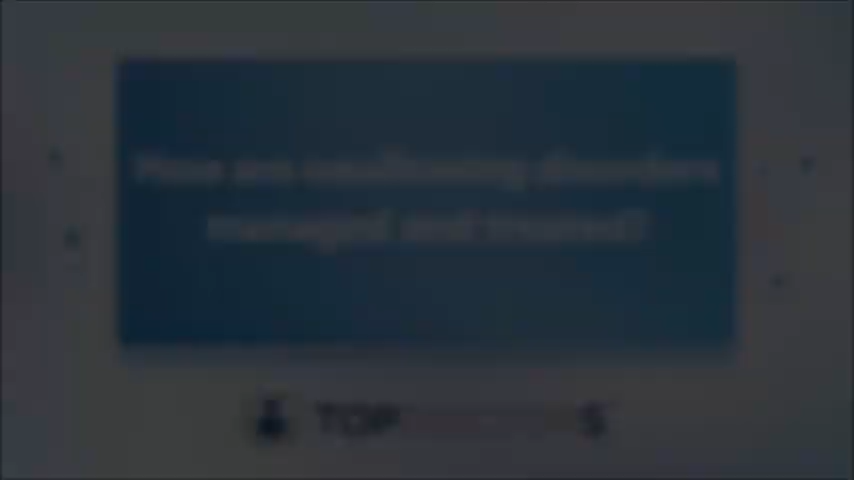 How are swallowing disorders
managed and treated?
TOP
S